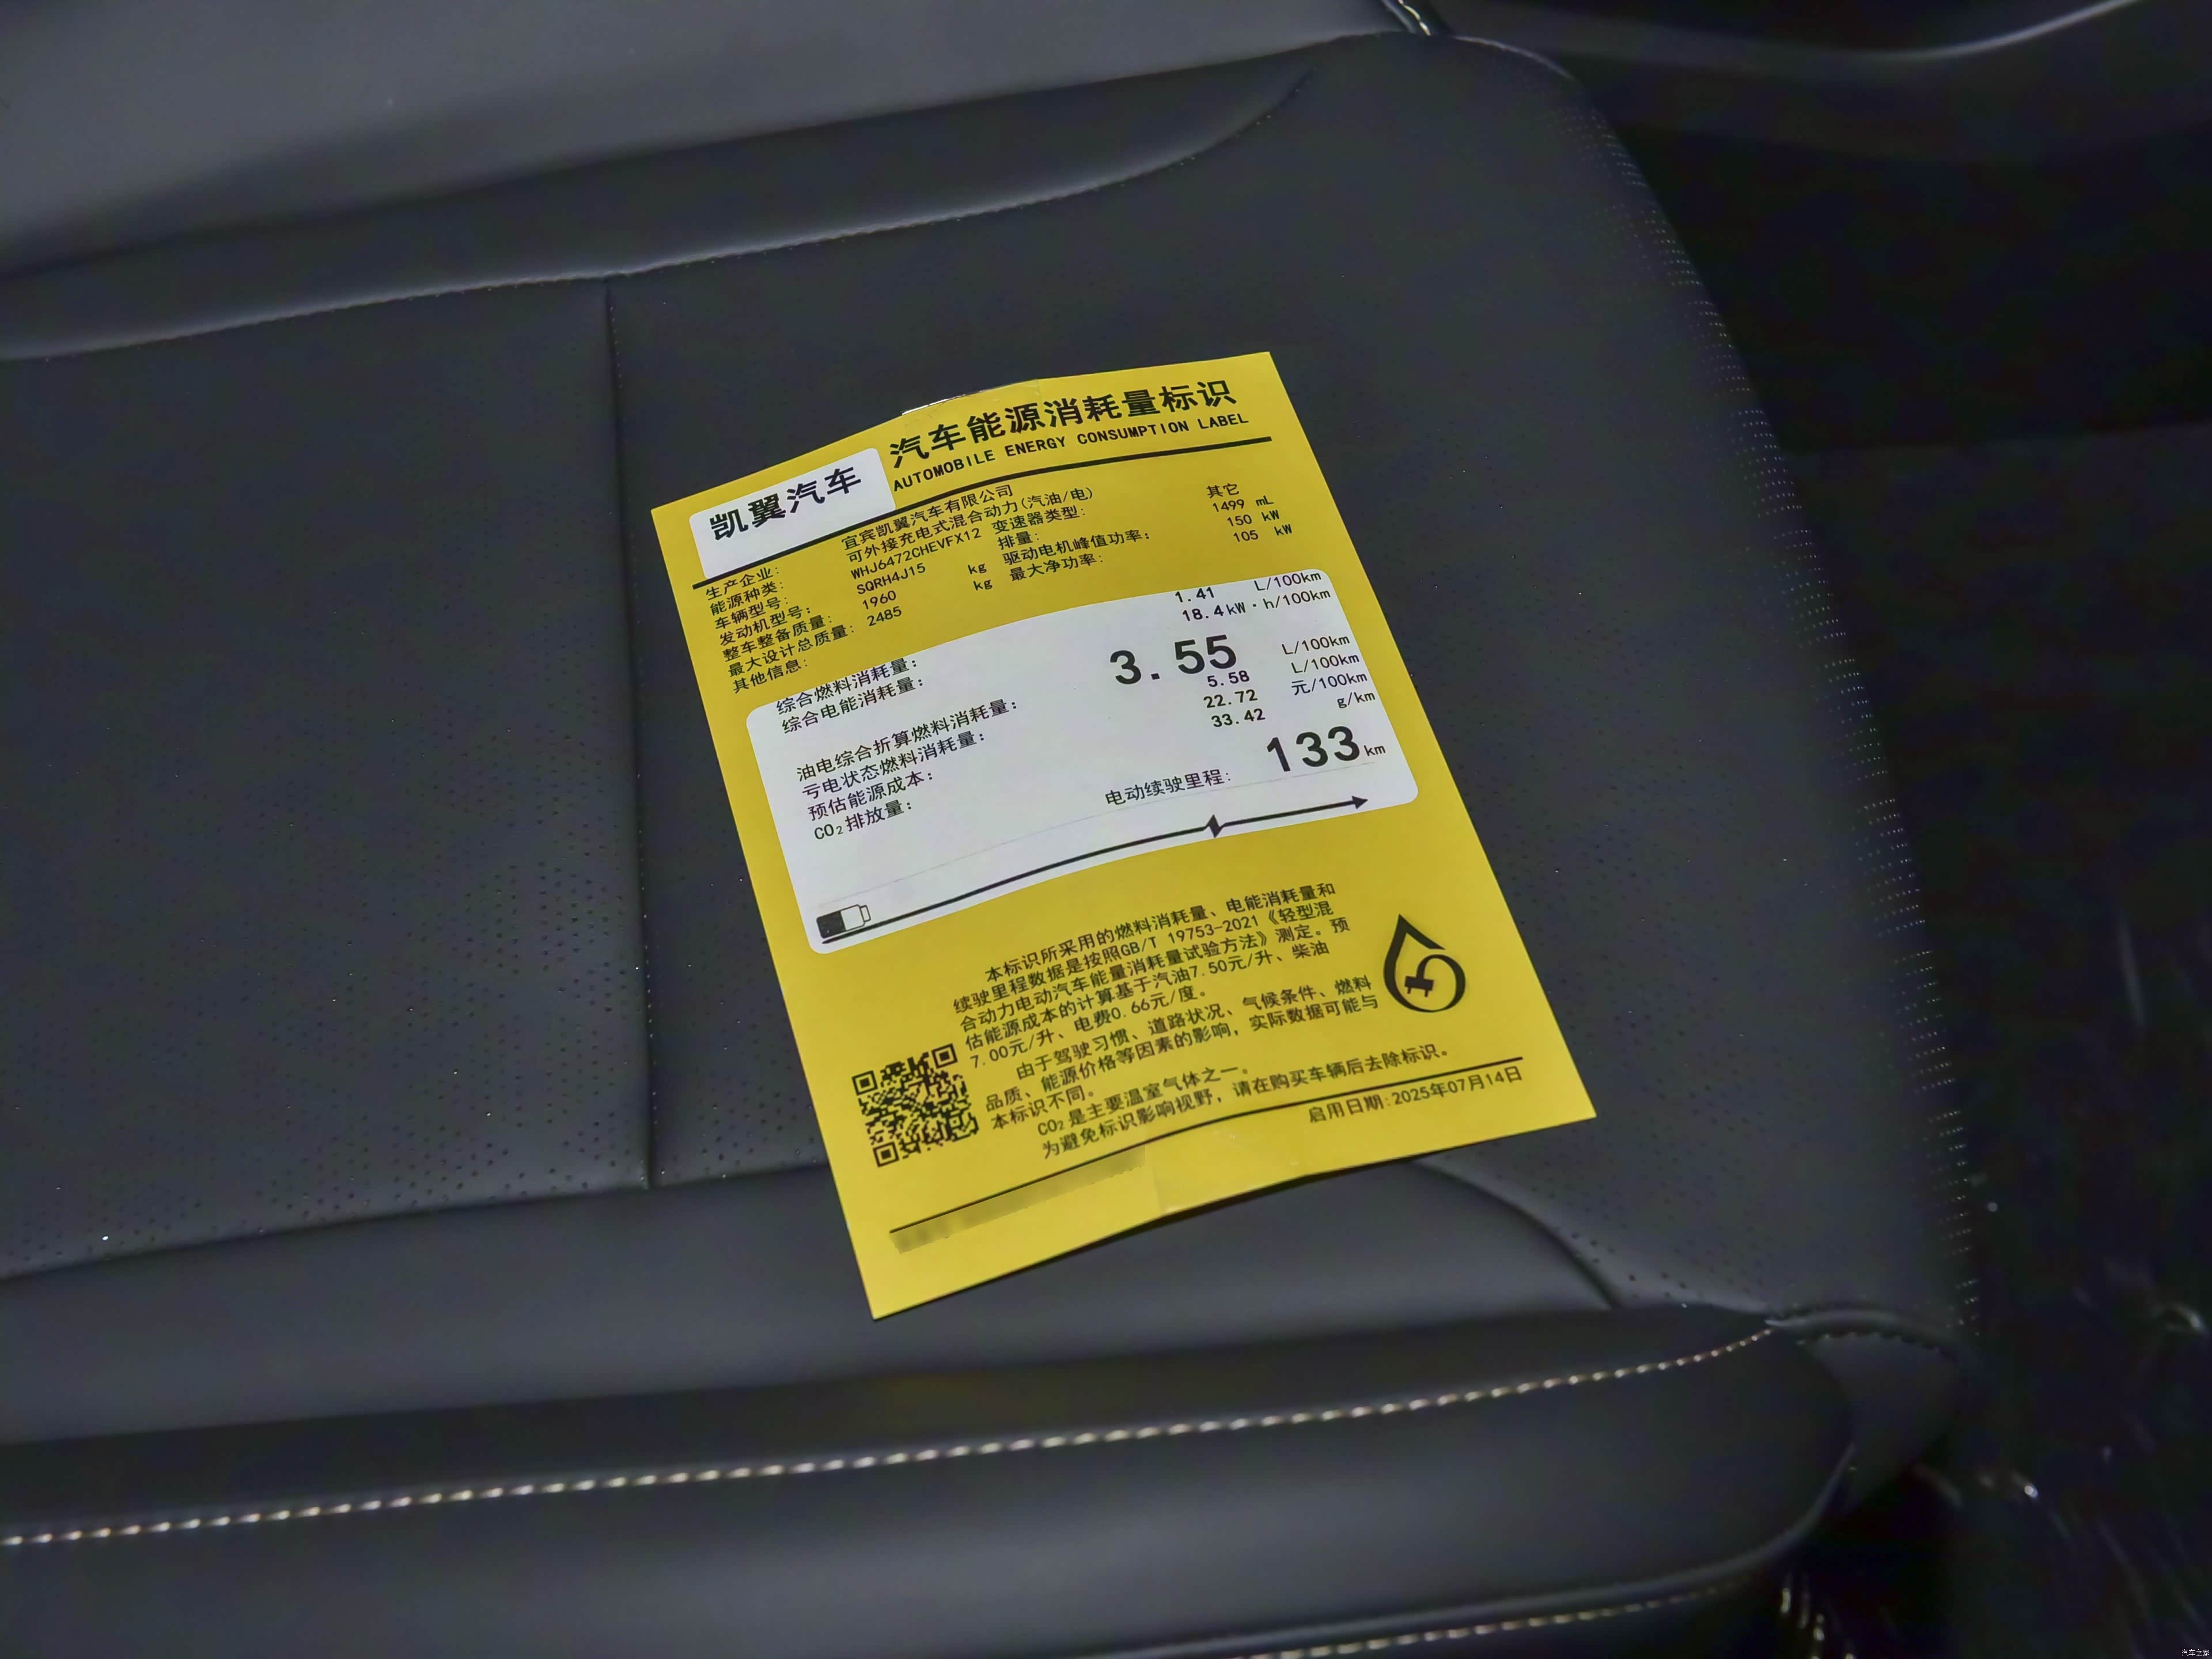 凯翼汽车
汽车能源消耗量标识
AUTOMOBILE ENERGY CONSUMPTION LABEL
生产企业: 宜宾凯翼汽车有限公司
能源种类: 可外接充电式混合动力(汽油/电)
车辆型号: WHJ6472CHEVFX12 变速器类型: 其它
发动机型号: SQRH4J15 排量: 1499 mL
整车整备质量: 1960 kg 驱动电机峰值功率: 150 kW
最大设计总质量: 2485 kg 最大净功率: 105 kW
其他信息:
综合燃料消耗量: 1.41 L/100km
综合电能消耗量: 18.4 kW·h/100km
油电综合折算燃料消耗量: 3.55 L/100km
亏电状态燃料消耗量: 5.58 L/100km
预估能源成本: 22.72 元/100km
CO₂排放量: 33.42 g/km
电动续驶里程: 133 km
本标识所采用的燃料消耗量、电能消耗量和
续驶里程数据是按照GB/T 19753-2021《轻型混
合动力电动汽车能量消耗量试验方法》测定。预
估能源成本的计算基于汽油7.50元/升、柴油
7.00元/升、电费0.66元/度。
由于驾驶习惯、道路状况、气候条件、燃料
品质、能源价格等因素的影响，实际数据可能与
本标识不同。
CO₂是主要温室气体之一。
为避免标识影响视野，请在购买车辆后去除标识。
启用日期:2025年07月14日
汽车之家